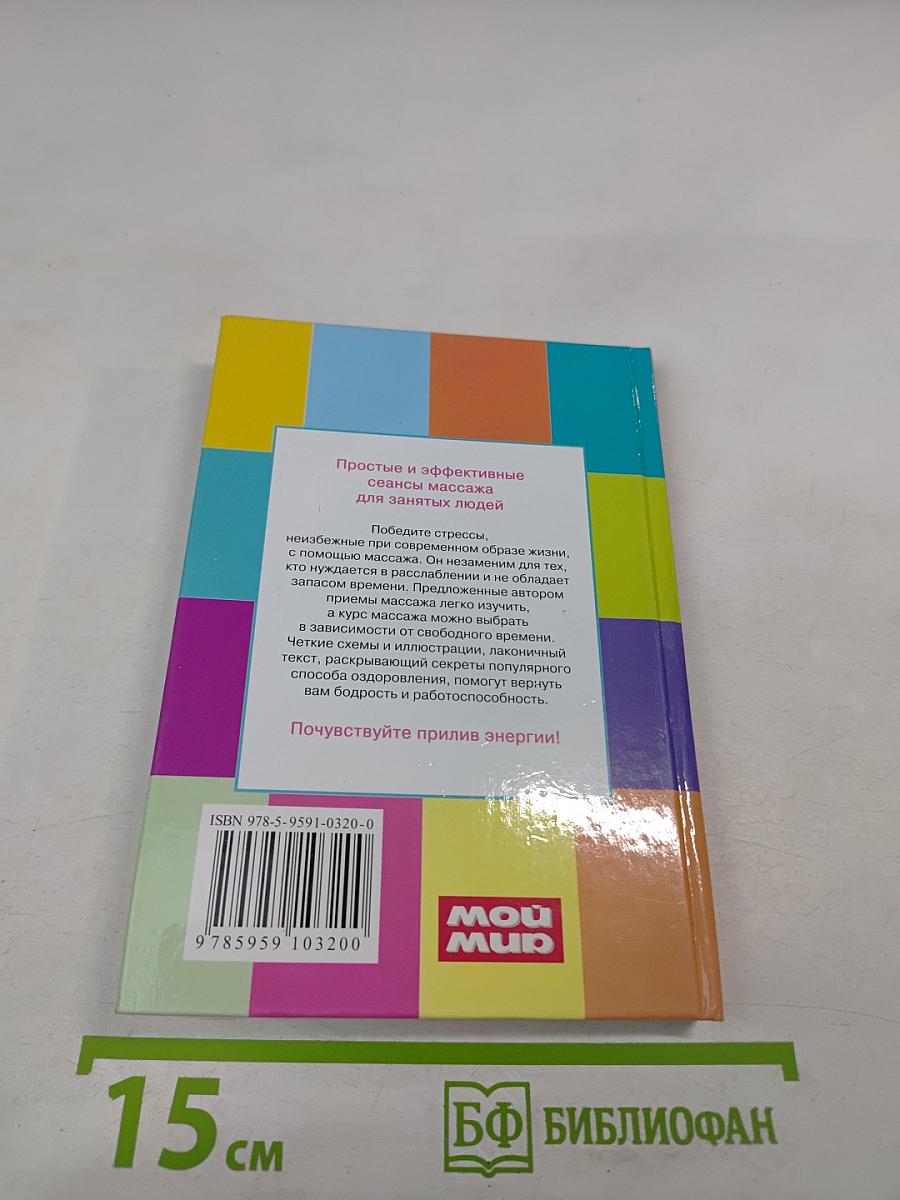 Простые и эффективные
сеансы массажа
для занятых людей
Победите стрессы,
неизбежные при современном образе жизни,
с помощью массажа. Он незаменим для тех,
кто нуждается в расслаблении и не обладает
запасом времени. Предложенные автором
приемы массажа легко изучить,
а курс массажа можно выбрать
в зависимости от свободного времени.
Четкие схемы и иллюстрации, лаконичный
текст, раскрывающий секреты популярного
способа оздоровления, помогут вернуть
вам бодрость и работоспособность.
Почувствуйте прилив энергии!
ISBN 978-5-9591-0320-0
9 785959 103200
мой
мир
15 см
БФ БИБЛИОФАН